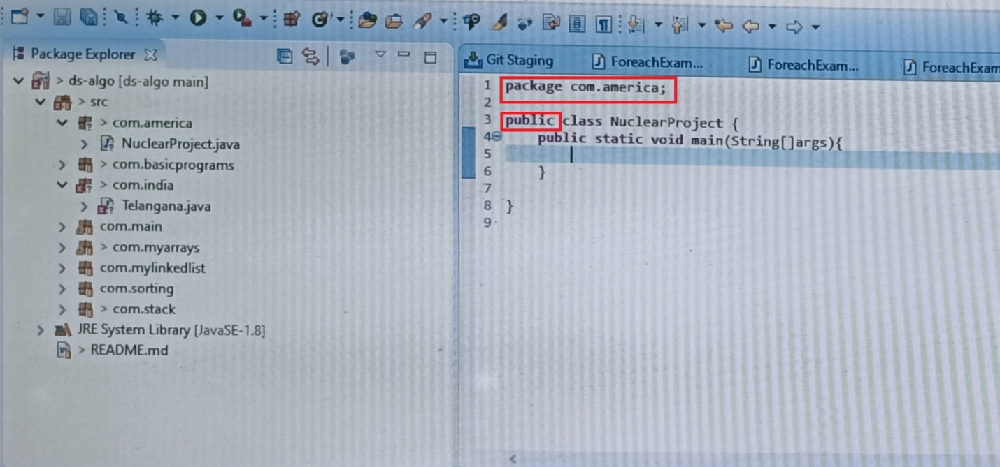 Package Explorer
> ds-algo [ds-algo main]
> src
> com.america
NuclearProject.java
> com.basicprograms
> com.india
Telangana.java
com.main
> com.myarrays
com.mylinkedlist
com.sorting
> com.stack
JRE System Library [JavaSE-1.8]
> README.md
Git Staging ForeachExam... ForeachExam... ForeachExam
1 package com.america;
2
3 public class NuclearProject {
4 public static void main(String[]args){
5
6 }
7
8 }
9